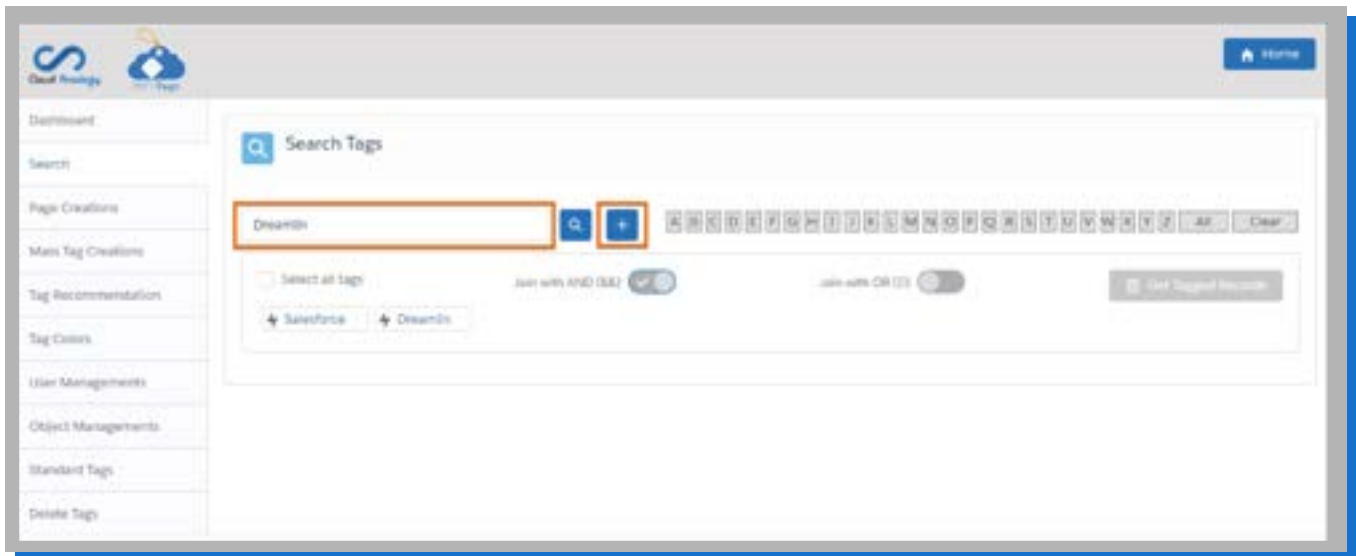 Home
Dashboard
Search
Page Creations
Mass Tag Creations
Tag Recommendation
Tag Colors
User Managements
Object Managements
Standard Tags
Delete Tags
Search Tags
DreamIn
+
A B C D E F G H I J K L M N O P Q R S T U V W X Y Z All Clear
Select all tags
Join with AND (&&)
Join with OR (||)
Get Tagged Records
Salesforce
DreamIn